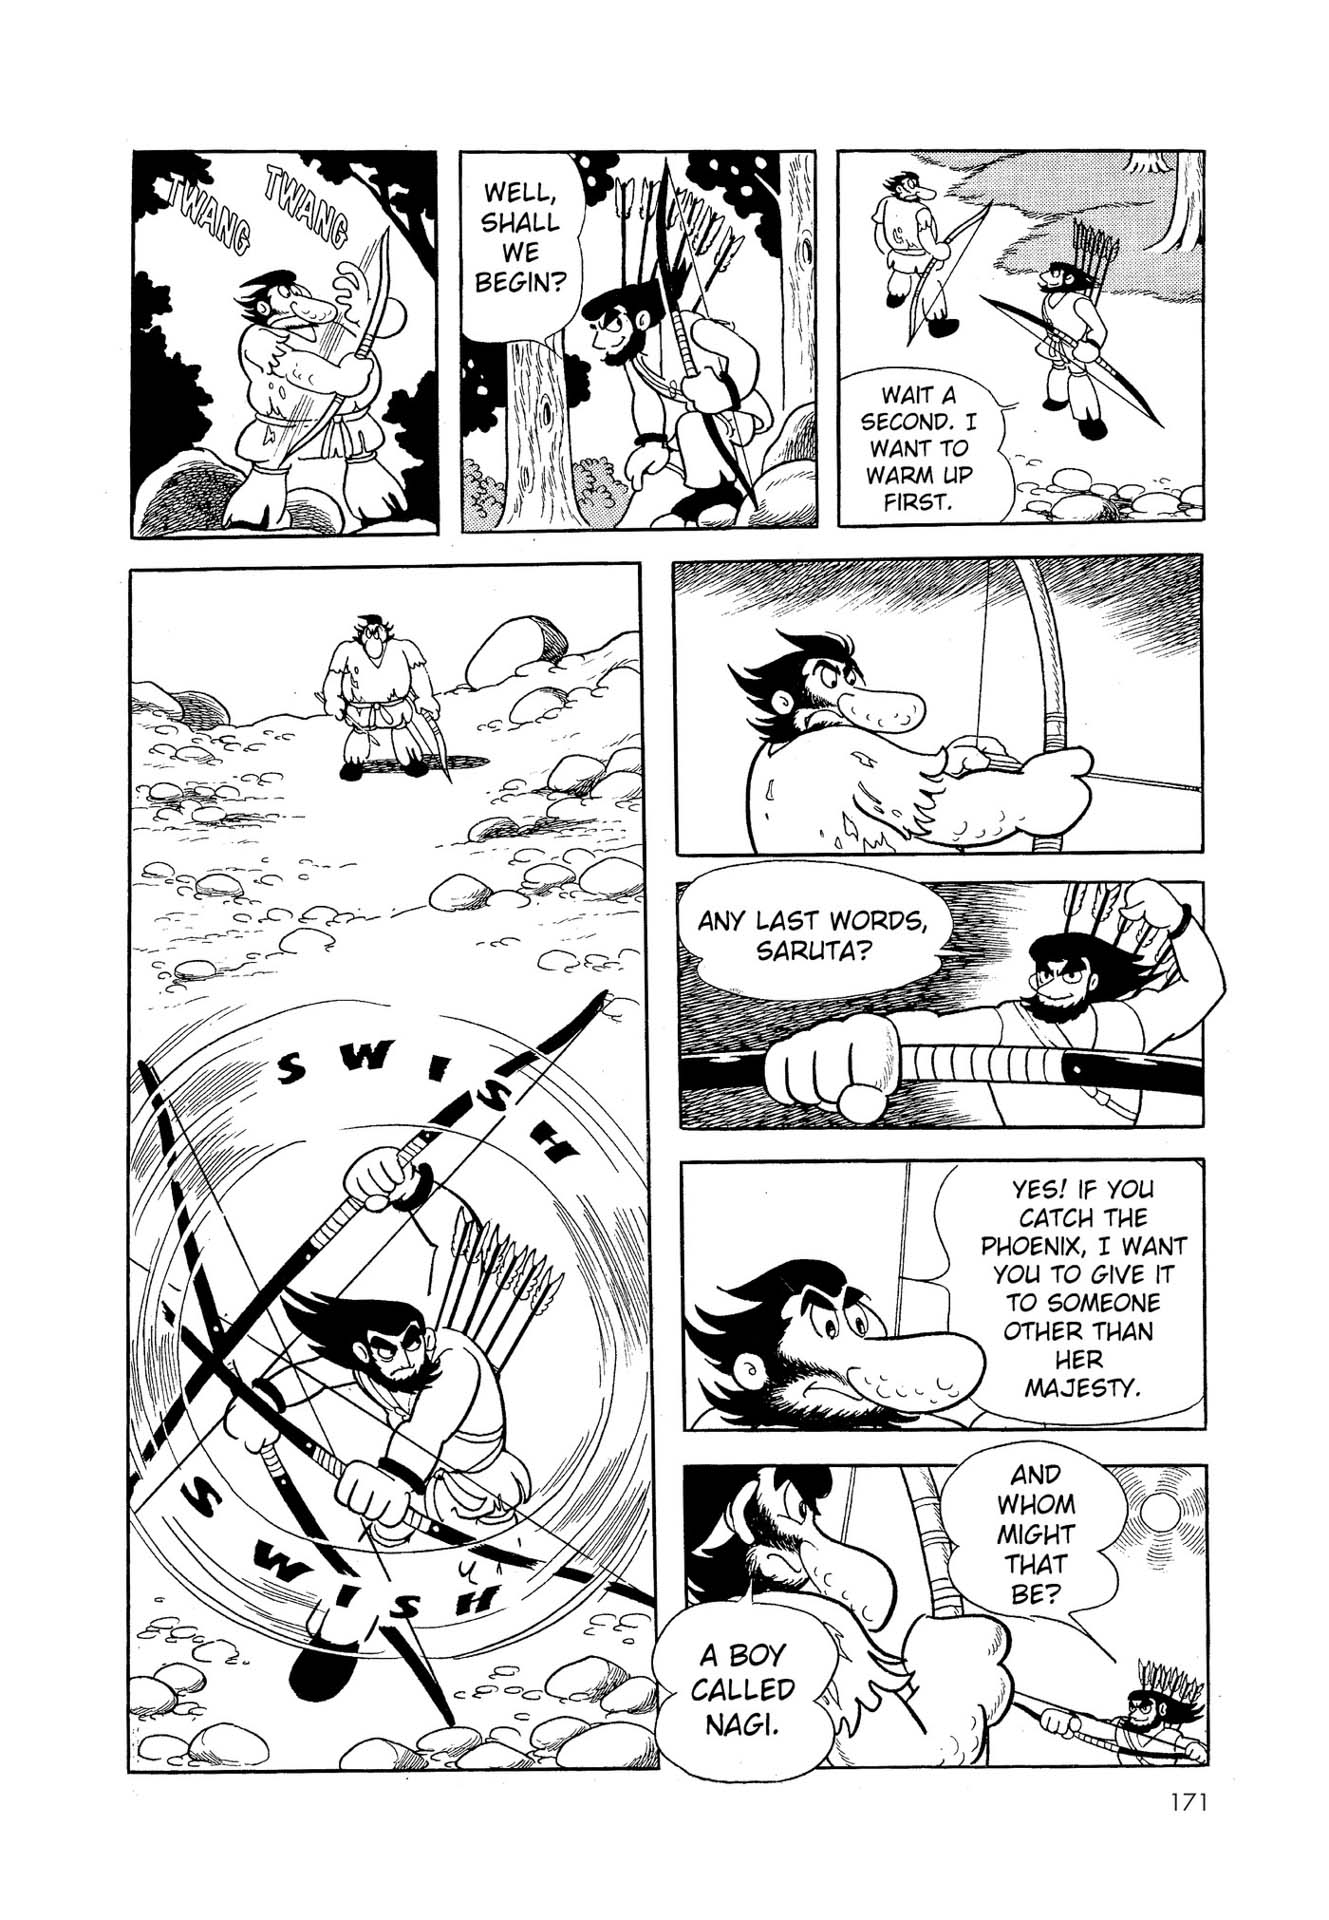 TWANG
TWANG
WELL,
SHALL
WE
BEGIN?
WAIT A
SECOND. I
WANT TO
WARM UP
FIRST.
SWISH
SWISH
ANY LAST WORDS,
SARUTA?
YES! IF YOU
CATCH THE
PHOENIX, I WANT
YOU TO GIVE IT
TO SOMEONE
OTHER THAN
HER
MAJESTY.
AND
WHOM
MIGHT
THAT
BE?
A BOY
CALLED
NAGI.
171